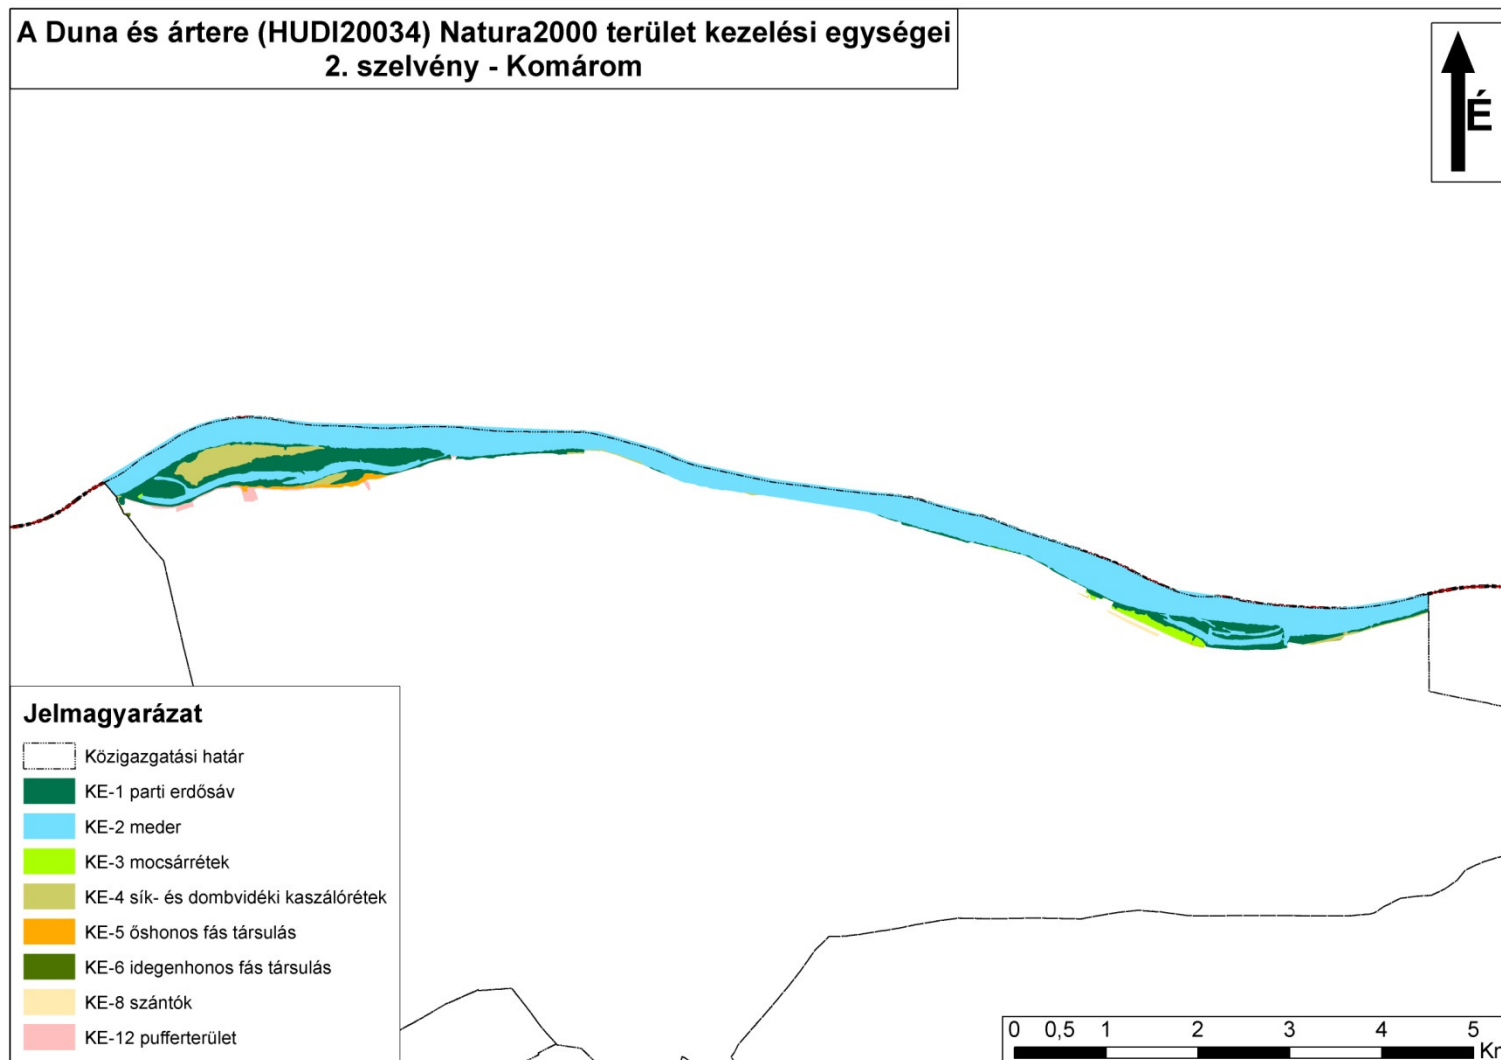 A Duna és ártere (HUDI20034) Natura2000 terület kezelési egységei
2. szelvény - Komárom
É
Jelmagyarázat
Közigazgatási határ
KE-1 parti erdősáv
KE-2 meder
KE-3 mocsárrétek
KE-4 sík- és dombvidéki kaszálórétek
KE-5 őshonos fás társulás
KE-6 idegenhonos fás társulás
KE-8 szántók
KE-12 pufferterület
0 0,5 1 2 3 4 5